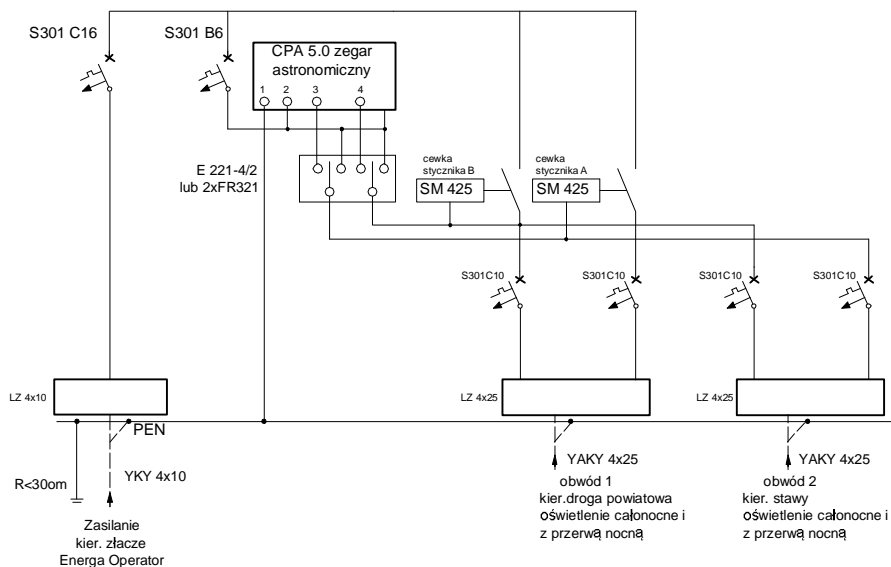 S301 C16
S301 B6
CPA 5.0 zegar
astronomiczny
1
2
3
4
E 221-4/2
lub 2xFR321
cewka
stycznika B
SM 425
cewka
stycznika A
SM 425
S301C10
S301C10
S301C10
S301C10
LZ 4x10
LZ 4x25
LZ 4x25
PEN
R<30om
YKY 4x10
YAKY 4x25
YAKY 4x25
Zasilanie
kier. złacze
Energa Operator
obwód 1
kier.droga powiatowa
oświetlenie całonocne i
z przerwą nocną
obwód 2
kier. stawy
oświetlenie całonocne i
z przerwą nocną